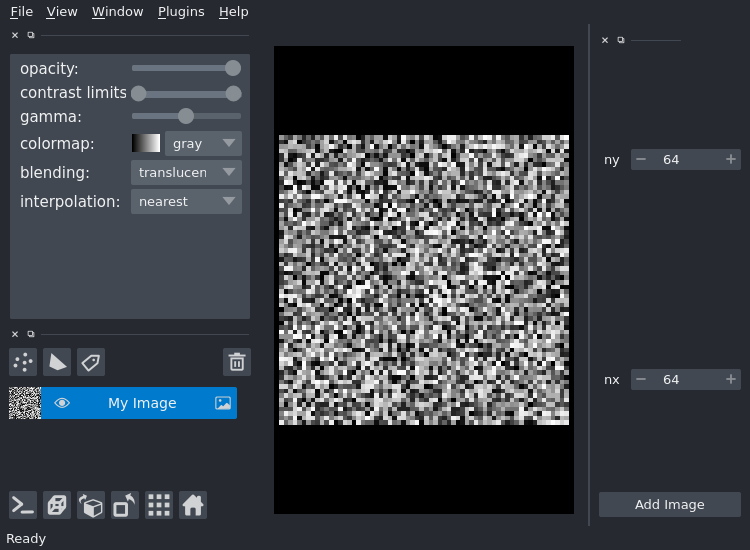 File View Window Plugins Help
opacity:
contrast limits
gamma:
colormap: gray
blending: translucen
interpolation: nearest
My Image
ny 64
nx 64
Add Image
Ready